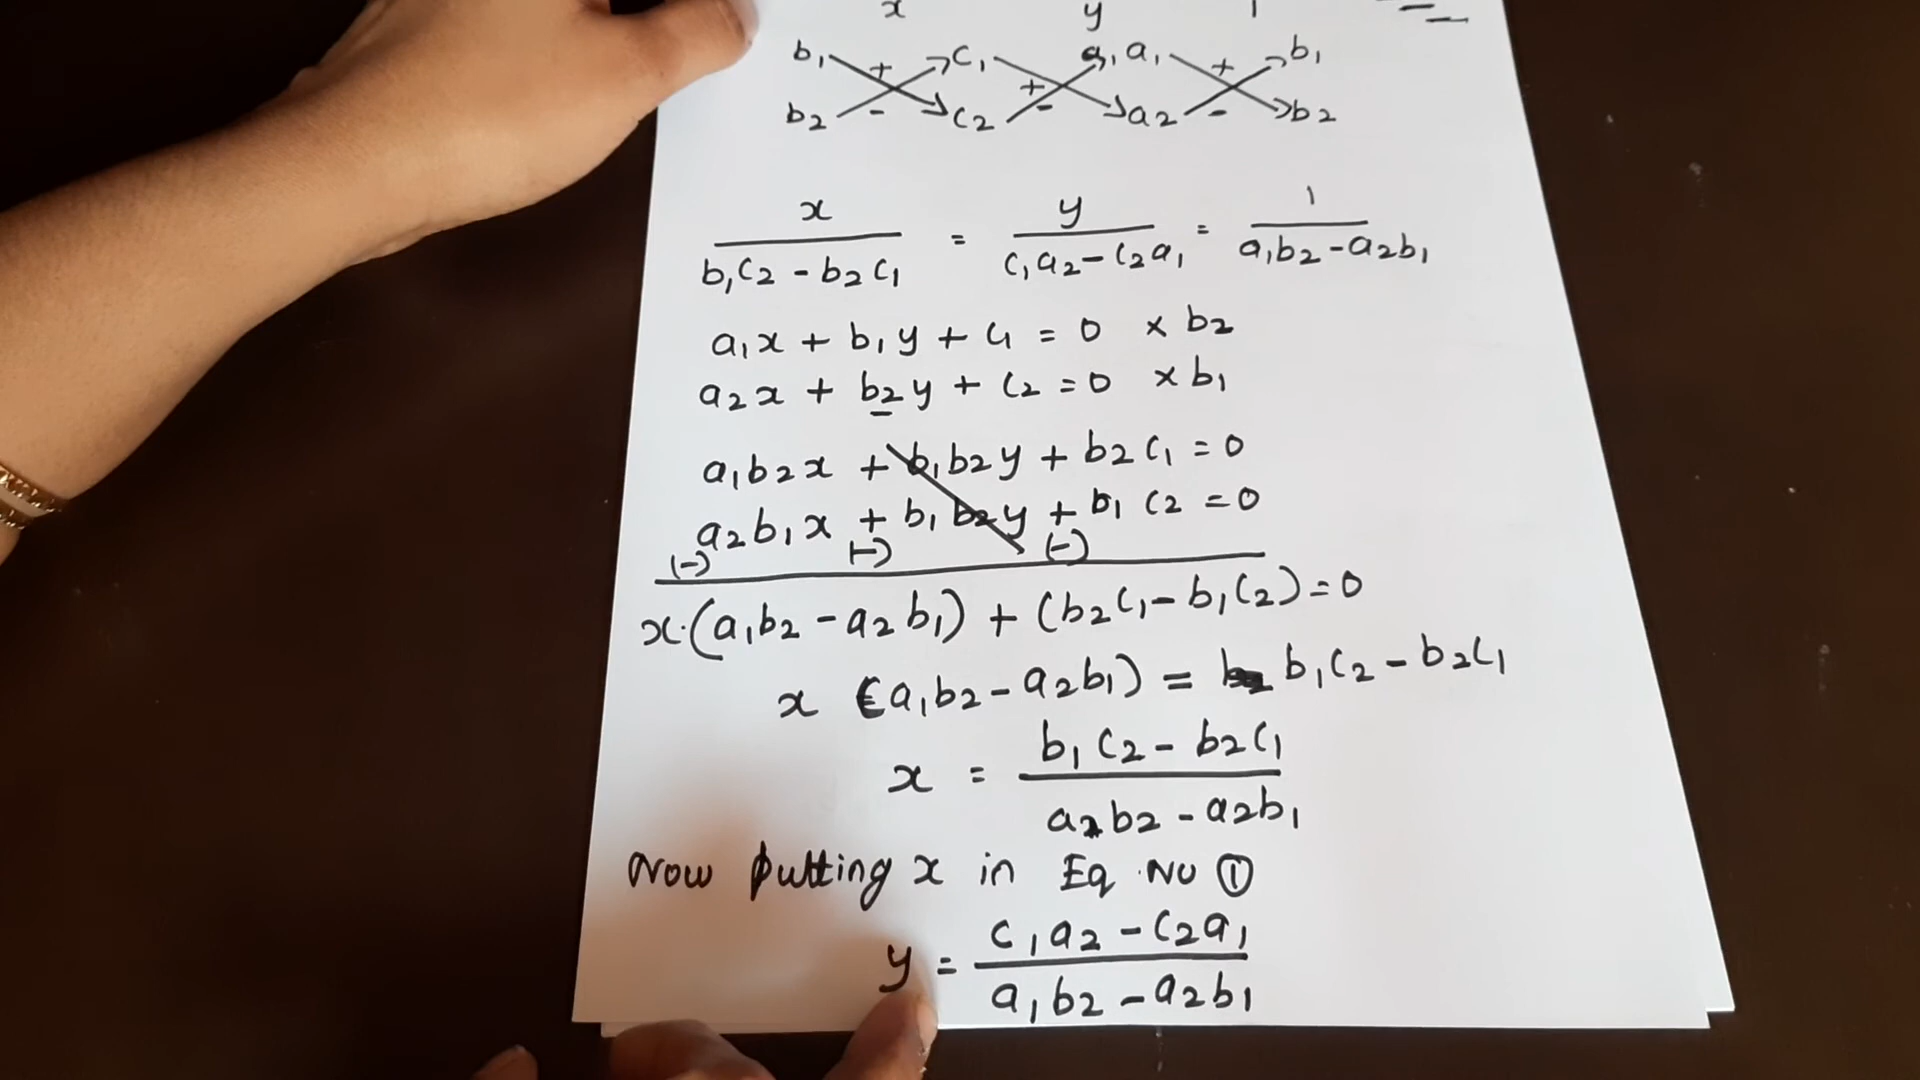 x y 1
b1 + c1 a1 a1 + b1
b2 - c2 + - a2 - b2
x / (b1c2 - b2c1) = y / (c1a2 - c2a1) = 1 / (a1b2 - a2b1)
a1x + b1y + c1 = 0 × b2
a2x + b2y + c2 = 0 × b1
a1b2x + b1b2y + b2c1 = 0
a2b1x + b1b2y + b1c2 = 0
(-) (-) (-)
x.(a1b2 - a2b1) + (b2c1 - b1c2) = 0
x (a1b2 - a2b1) = b1c2 - b2c1
x = (b1c2 - b2c1) / (a1b2 - a2b1)
Now putting x in Eq. No ①
y = (c1a2 - c2a1) / (a1b2 - a2b1)